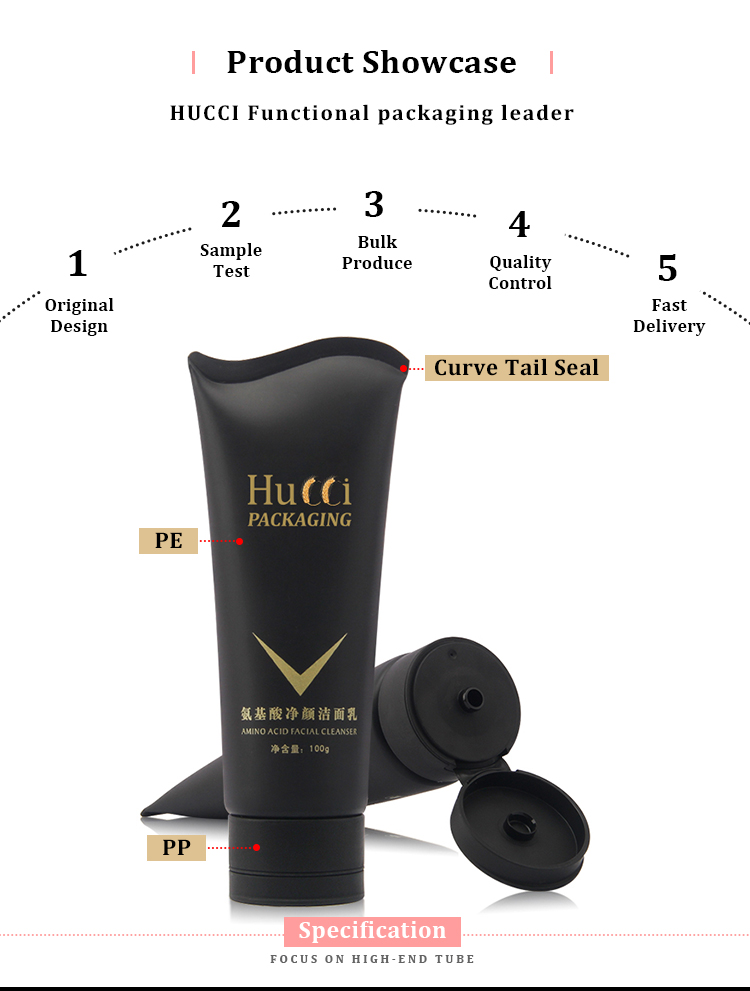 Product Showcase
HUCCI Functional packaging leader
1
Original
Design
2
Sample
Test
3
Bulk
Produce
4
Quality
Control
5
Fast
Delivery
Curve Tail Seal
Hucci
PACKAGING
PE
氨基酸净颜洁面乳
AMINO ACID FACIAL CLEANSER
净含量：100g
PP
Specification
FOCUS ON HIGH-END TUBE